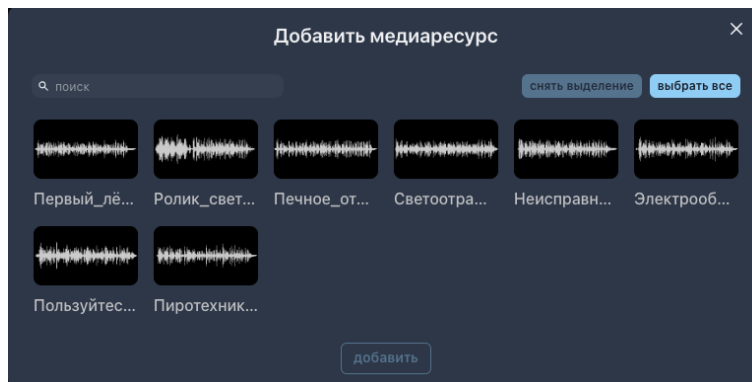 Добавить медиаресурс
поиск
снять выделение
выбрать все
Первый_лё...
Ролик_свет...
Печное_от...
Светоотра...
Неисправн...
Электрооб...
Пользуйтес...
Пиротехник...
добавить